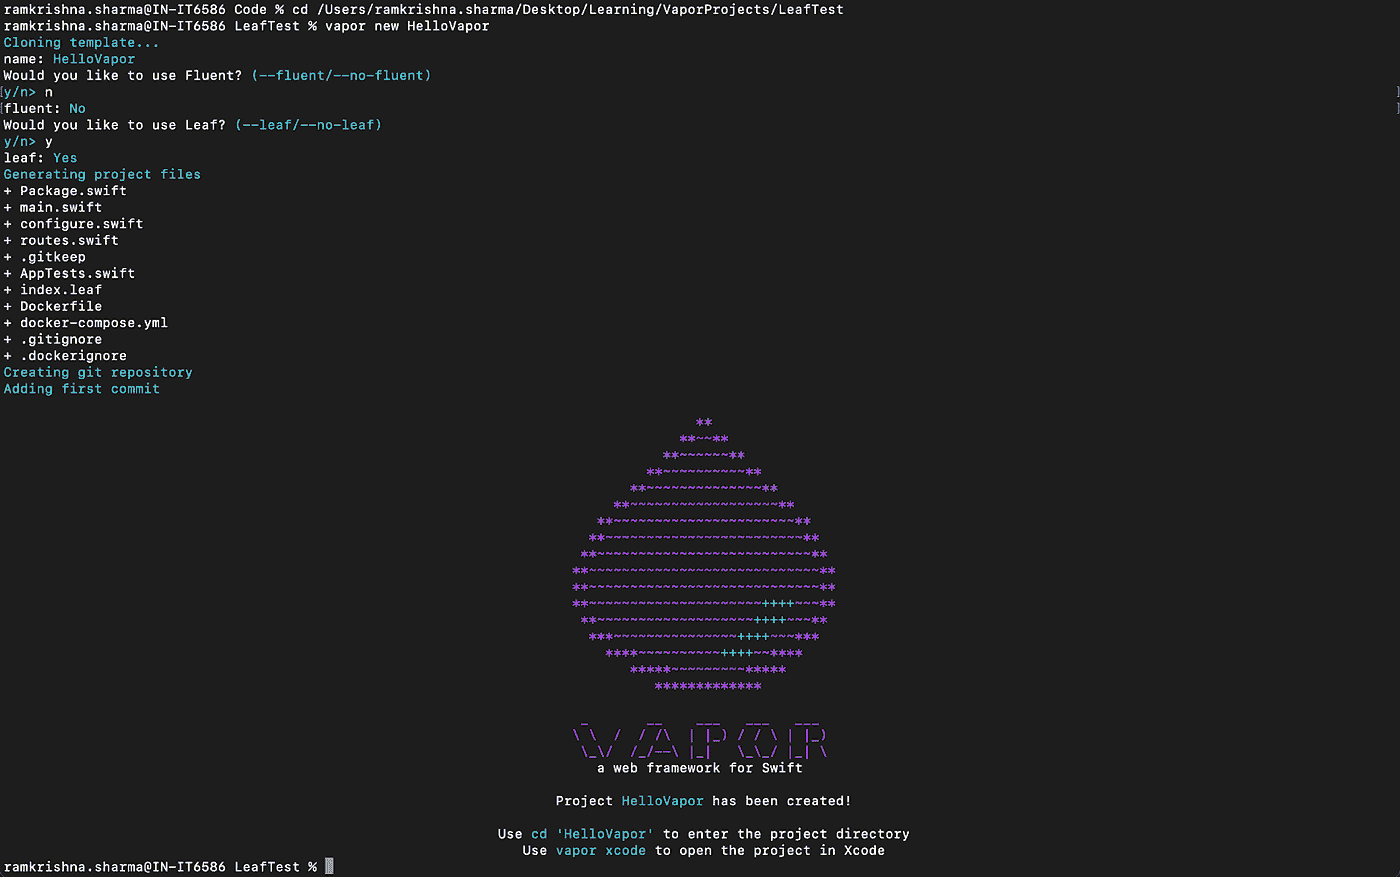 ramkrishna.sharma@IN-IT6586 Code % cd /Users/ramkrishna.sharma/Desktop/Learning/VaporProjects/LeafTest
ramkrishna.sharma@IN-IT6586 LeafTest % vapor new HelloVapor
Cloning template...
name: HelloVapor
Would you like to use Fluent? (--fluent/--no-fluent)
[y/n> n ]
[fluent: No ]
Would you like to use Leaf? (--leaf/--no-leaf)
y/n> y
leaf: Yes
Generating project files
+ Package.swift
+ main.swift
+ configure.swift
+ routes.swift
+ .gitkeep
+ AppTests.swift
+ index.leaf
+ Dockerfile
+ docker-compose.yml
+ .gitignore
+ .dockerignore
Creating git repository
Adding first commit
VAPOR
a web framework for Swift
Project HelloVapor has been created!
Use cd 'HelloVapor' to enter the project directory
Use vapor xcode to open the project in Xcode
ramkrishna.sharma@IN-IT6586 LeafTest %